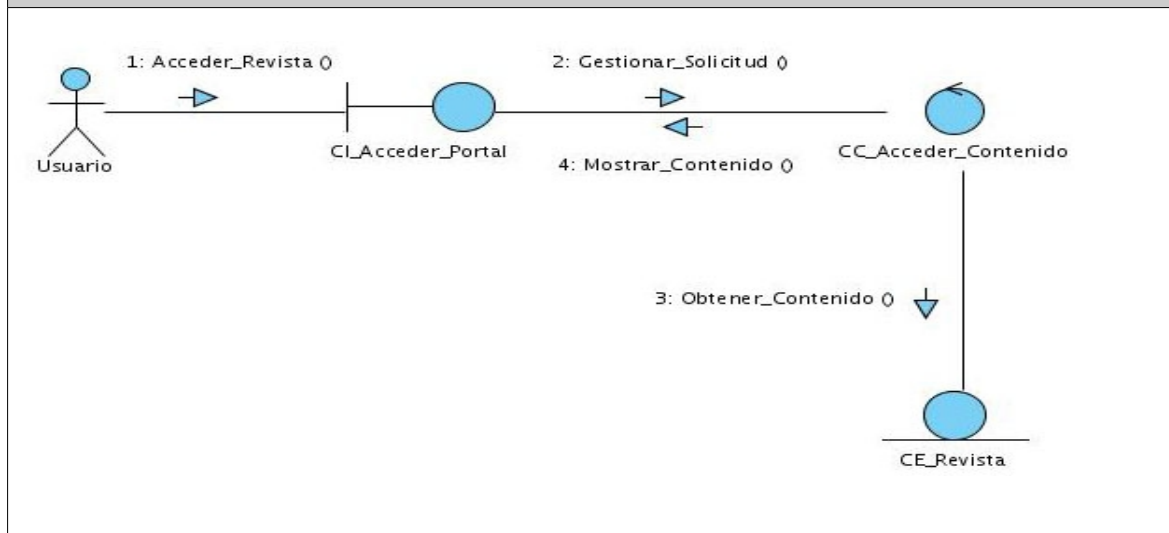 1: Acceder_Revista ()
2: Gestionar_Solicitud ()
Usuario
CI_Acceder_Portal
CC_Acceder_Contenido
4: Mostrar_Contenido ()
3: Obtener_Contenido ()
CE_Revista